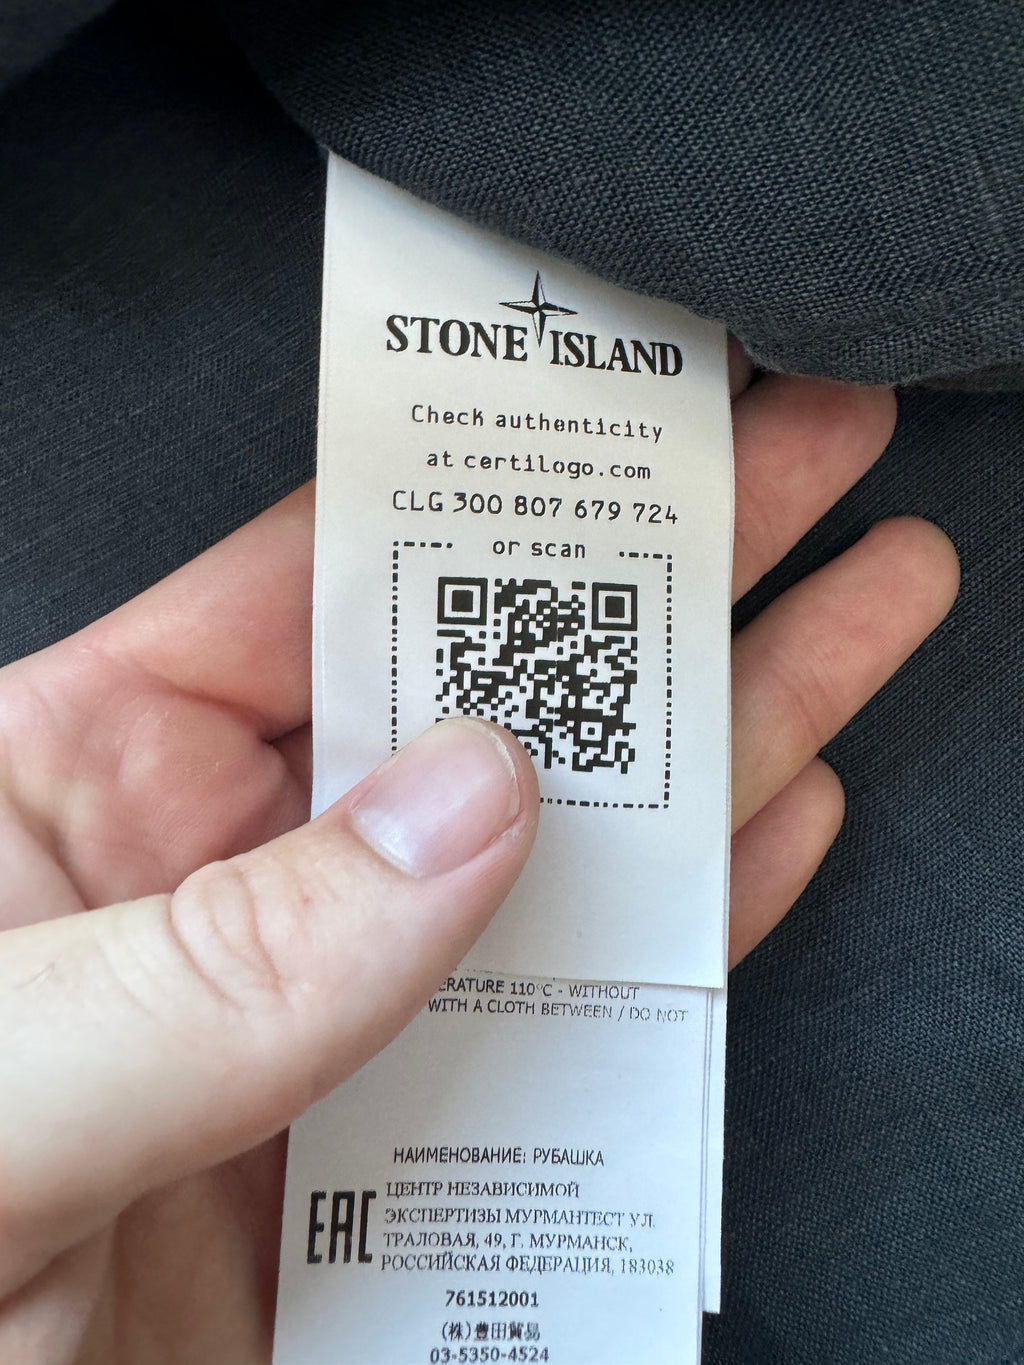 STONE ISLAND
Check authenticity
at certilogo.com
CLG 300 807 679 724
or scan
ERATURE 110°C - WITHOUT
WITH A CLOTH BETWEEN / DO NOT
НАИМЕНОВАНИЕ: РУБАШКА
EAC
ЦЕНТР НЕЗАВИСИМОЙ
ЭКСПЕРТИЗЫ МУРМАНТЕСТ УЛ.
ТРАЛОВАЯ, 49, Г. МУРМАНСК,
РОССИЙСКАЯ ФЕДЕРАЦИЯ, 183038
761512001
(株)豊田貿易
03-5350-4524